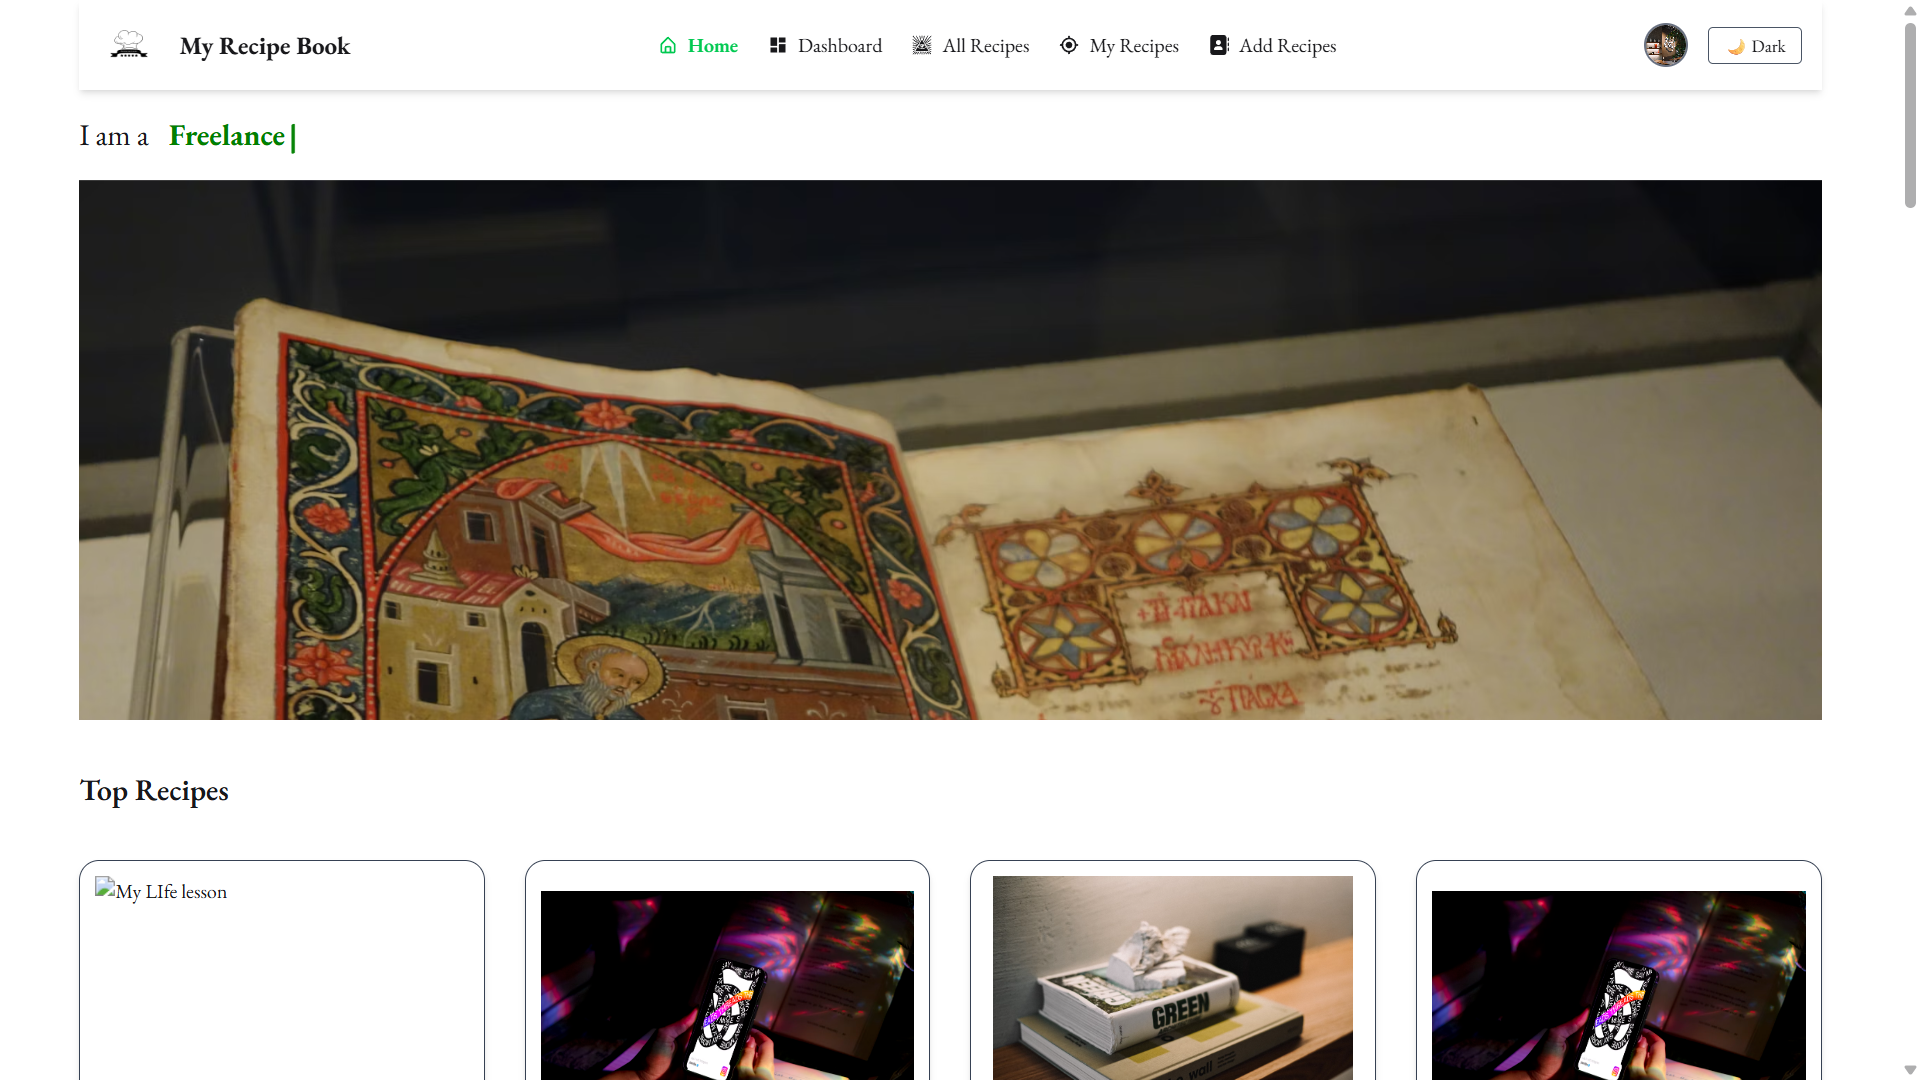 My Recipe Book
Home
Dashboard
All Recipes
My Recipes
Add Recipes
🌙 Dark
I am a Freelance|
Top Recipes
My LIfe lesson
GREEN
wall